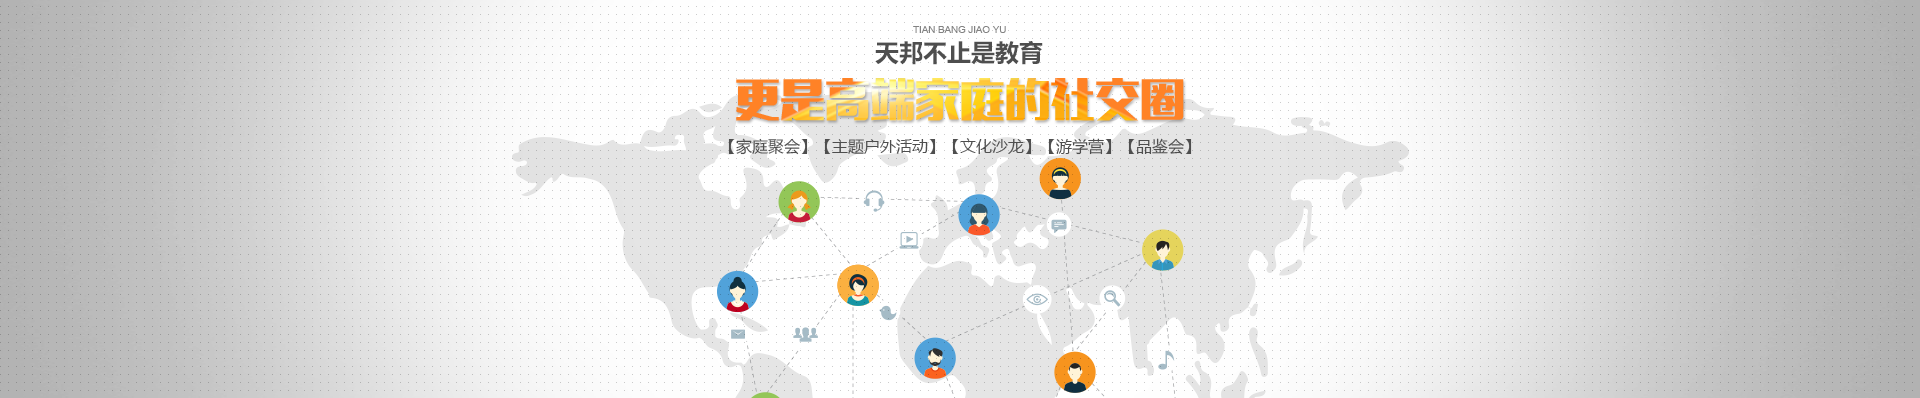 TIAN BANG JIAO YU
天邦不止是教育
更是高端家庭的社交圈
【家庭聚会】【主题户外活动】【文化沙龙】【游学营】【品鉴会】